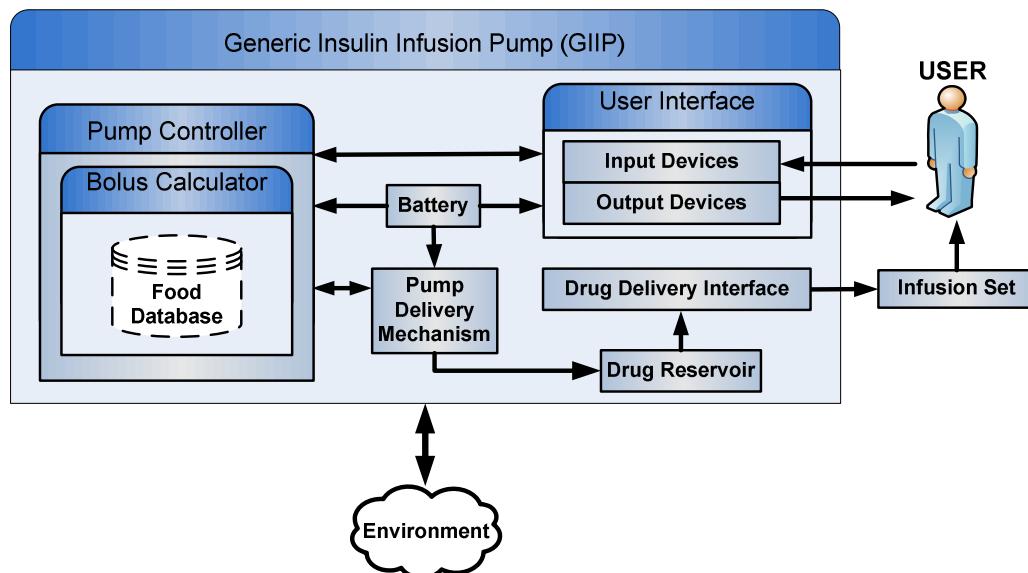 Generic Insulin Infusion Pump (GIIP)
USER
User Interface
Pump Controller
Input Devices
Bolus Calculator
Output Devices
Battery
Food
Database
Pump
Delivery
Mechanism
Drug Delivery Interface
Infusion Set
Drug Reservoir
Environment